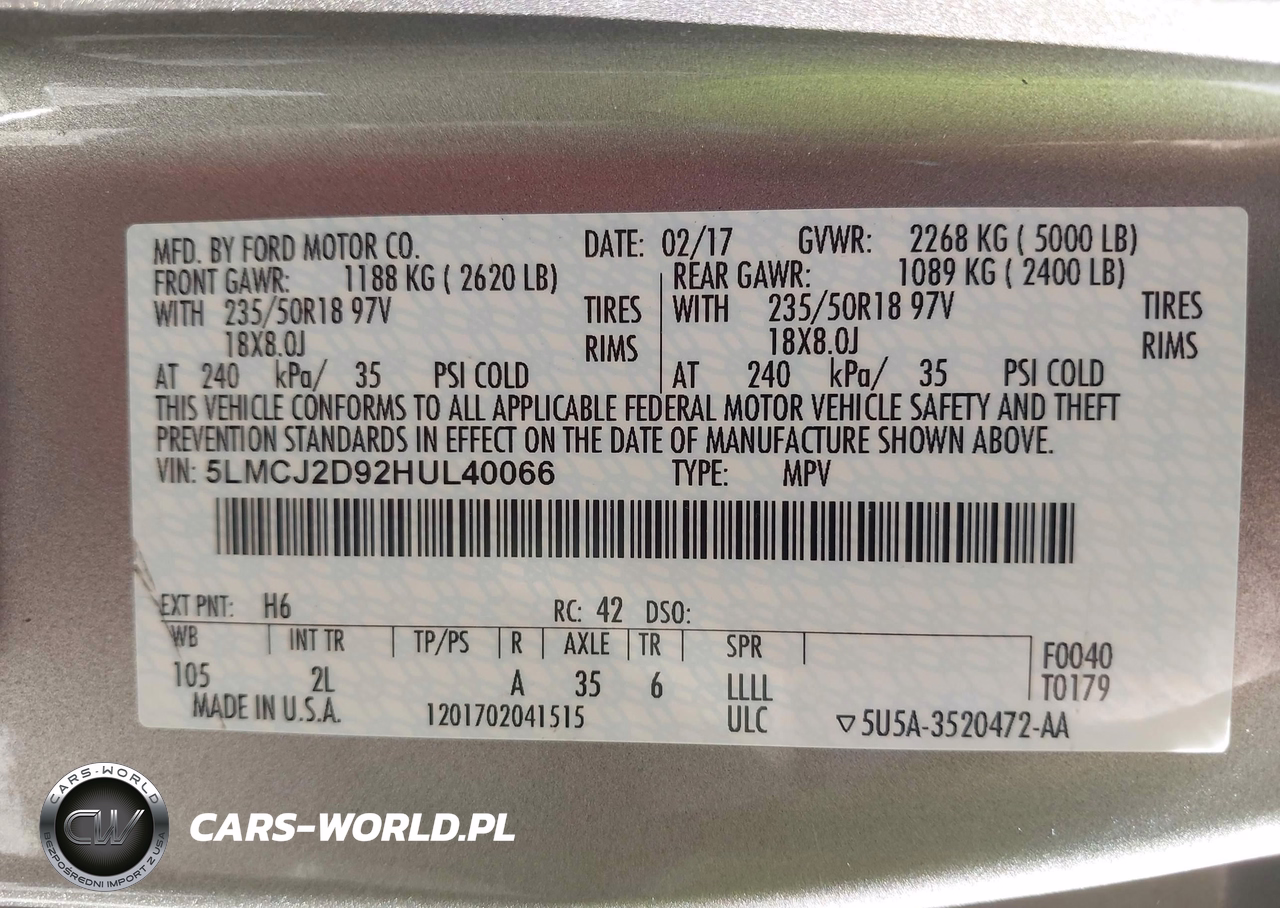 MFD. BY FORD MOTOR CO. DATE: 02/17 GVWR: 2268 KG ( 5000 LB)
FRONT GAWR: 1188 KG ( 2620 LB) REAR GAWR: 1089 KG ( 2400 LB)
WITH 235/50R18 97V TIRES WITH 235/50R18 97V TIRES
18X8.0J RIMS 18X8.0J RIMS
AT 240 kPa/ 35 PSI COLD AT 240 kPa/ 35 PSI COLD
THIS VEHICLE CONFORMS TO ALL APPLICABLE FEDERAL MOTOR VEHICLE SAFETY AND THEFT
PREVENTION STANDARDS IN EFFECT ON THE DATE OF MANUFACTURE SHOWN ABOVE.
VIN: 5LMCJ2D92HUL40066 TYPE: MPV
EXT PNT: H6 RC: 42 DSO:
WB INT TR TP/PS R AXLE TR SPR F0040
105 2L A 35 6 LLLL T0179
MADE IN U.S.A. 1201702041515 ULC ▽5U5A-3520472-AA
CARS-WORLD
CW
BEZPOŚREDNI IMPORT Z USA
CARS-WORLD.PL